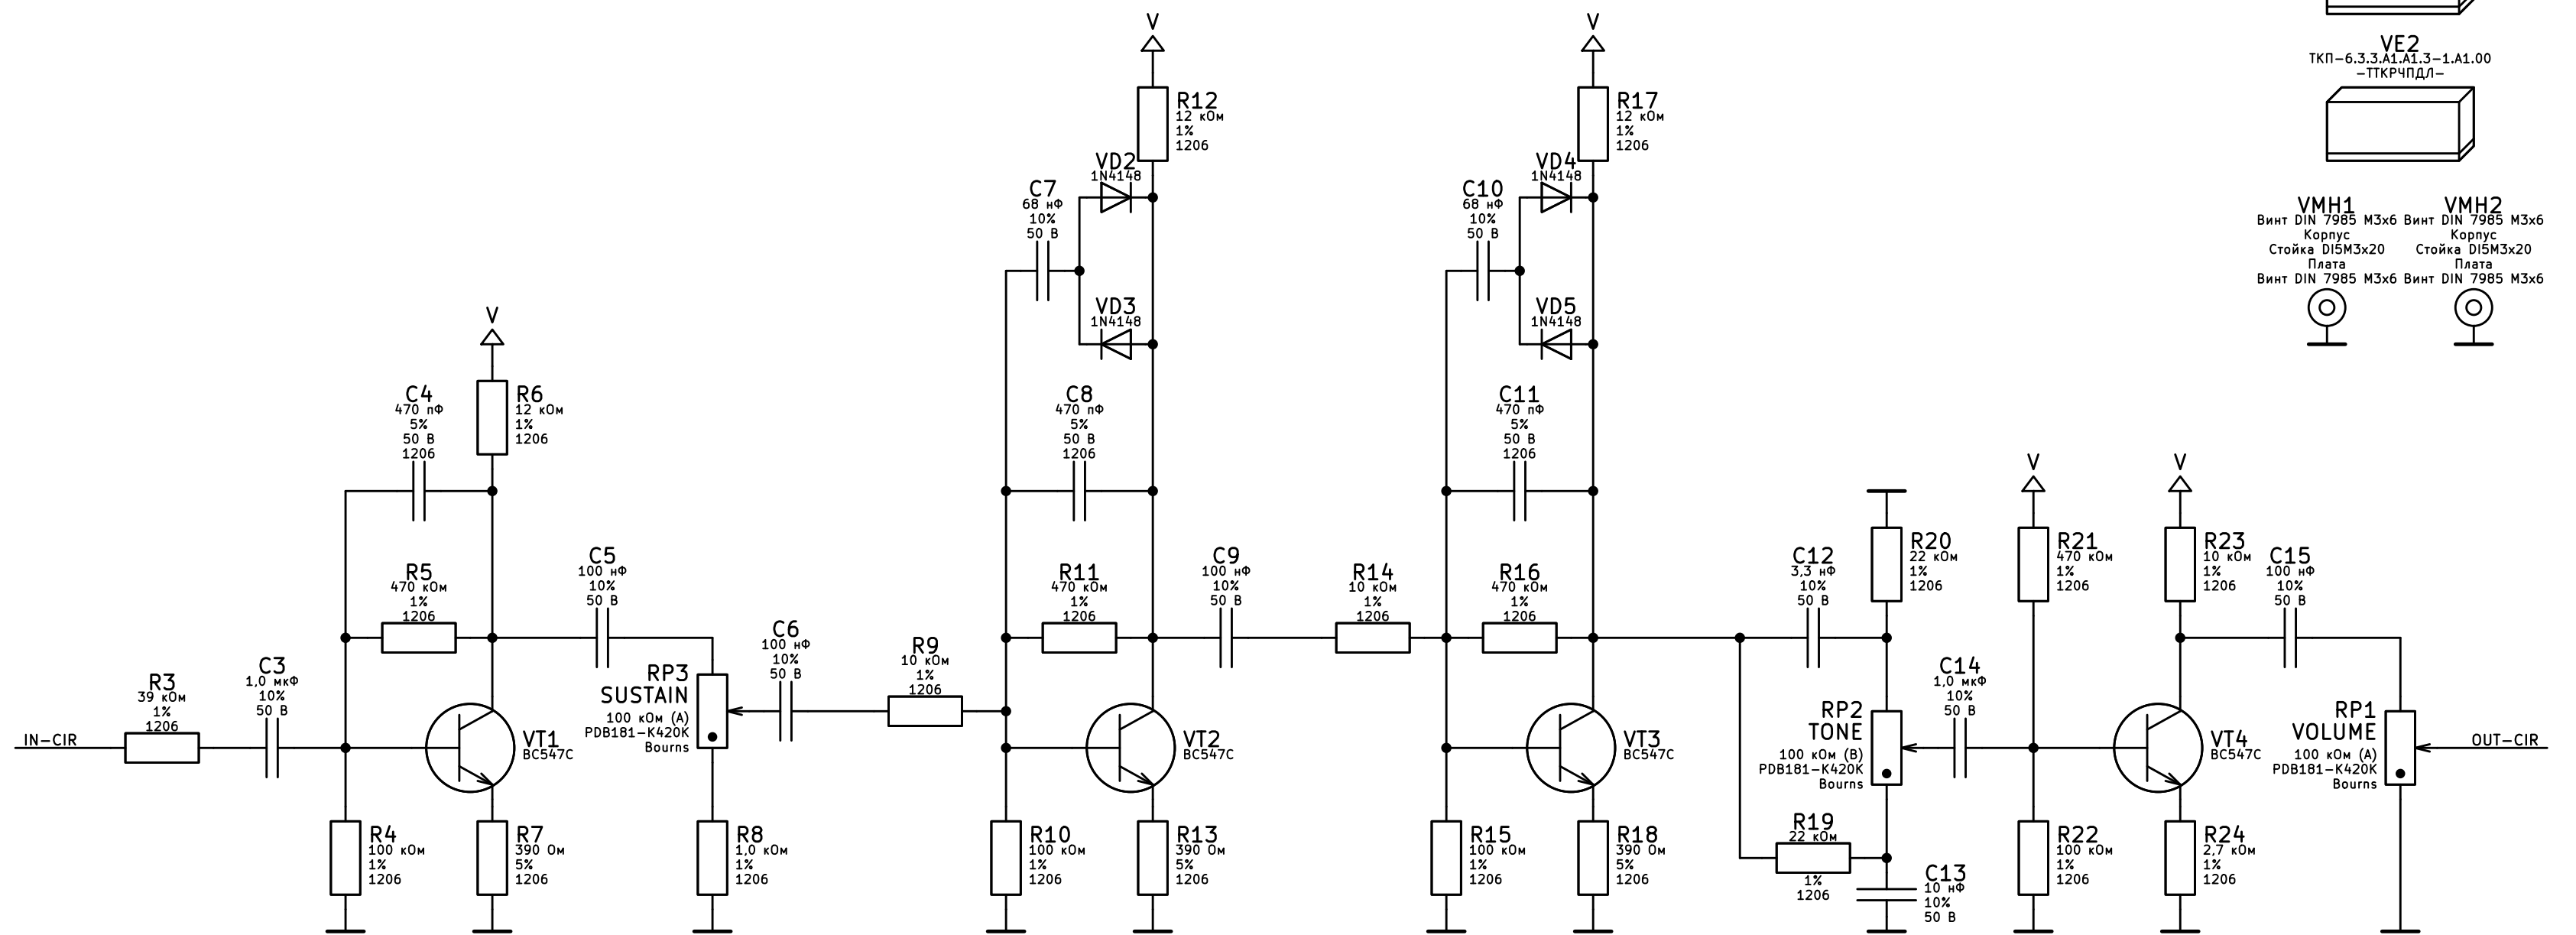 V
R12
12 кОм
1%
1206
VD2
1N4148
C7
68 нФ
10%
50 В
VD3
1N4148
V
R17
12 кОм
1%
1206
VD4
1N4148
C10
68 нФ
10%
50 В
VD5
1N4148
VE2
ТКП-6.3.3.А1.А1.3-1.А1.00
-ТТКРЧПДЛ-
VMH1
Винт DIN 7985 M3x6
Корпус
Стойка DI5M3x20
Плата
Винт DIN 7985 M3x6
VMH2
Винт DIN 7985 M3x6
Корпус
Стойка DI5M3x20
Плата
Винт DIN 7985 M3x6
V
C4
470 пФ
5%
50 В
1206
R6
12 кОм
1%
1206
C8
470 пФ
5%
50 В
1206
C11
470 пФ
5%
50 В
1206
R5
470 кОм
1%
1206
C5
100 нФ
10%
50 В
R11
470 кОм
1%
1206
C9
100 нФ
10%
50 В
R14
10 кОм
1%
1206
R16
470 кОм
1%
1206
C12
3,3 нФ
10%
50 В
R20
22 кОм
1%
1206
V
R21
470 кОм
1%
1206
V
R23
10 кОм
1%
1206
C15
100 нФ
10%
50 В
IN-CIR
R3
39 кОм
1%
1206
C3
1,0 мкФ
10%
50 В
VT1
BC547C
RP3
SUSTAIN
100 кОм (A)
PDB181-K420K
Bourns
C6
100 нФ
10%
50 В
R9
10 кОм
1%
1206
VT2
BC547C
VT3
BC547C
RP2
TONE
100 кОм (B)
PDB181-K420K
Bourns
C14
1,0 мкФ
10%
50 В
VT4
BC547C
RP1
VOLUME
100 кОм (A)
PDB181-K420K
Bourns
OUT-CIR
R4
100 кОм
1%
1206
R7
390 Ом
5%
1206
R8
1,0 кОм
1%
1206
R10
100 кОм
1%
1206
R13
390 Ом
5%
1206
R15
100 кОм
1%
1206
R18
390 Ом
5%
1206
R19
22 кОм
1%
1206
C13
10 нФ
10%
50 В
R22
100 кОм
1%
1206
R24
2,7 кОм
1%
1206